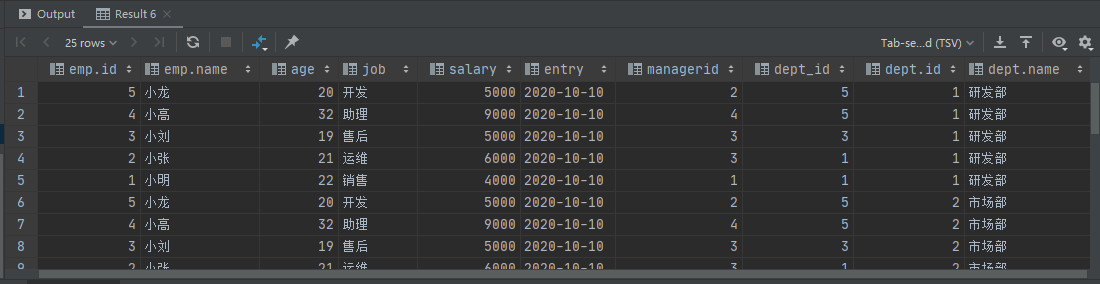 Output Result 6
25 rows Tab-se...d (TSV)
emp.id emp.name age job salary entry managerid dept_id dept.id dept.name
1 5 小龙 20 开发 5000 2020-10-10 2 5 1 研发部
2 4 小高 32 助理 9000 2020-10-10 4 5 1 研发部
3 3 小刘 19 售后 5000 2020-10-10 3 3 1 研发部
4 2 小张 21 运维 6000 2020-10-10 3 1 1 研发部
5 1 小明 22 销售 4000 2020-10-10 1 1 1 研发部
6 5 小龙 20 开发 5000 2020-10-10 2 5 2 市场部
7 4 小高 32 助理 9000 2020-10-10 4 5 2 市场部
8 3 小刘 19 售后 5000 2020-10-10 3 3 2 市场部
9 2 小张 21 运维 6000 2020-10-10 3 1 2 市场部